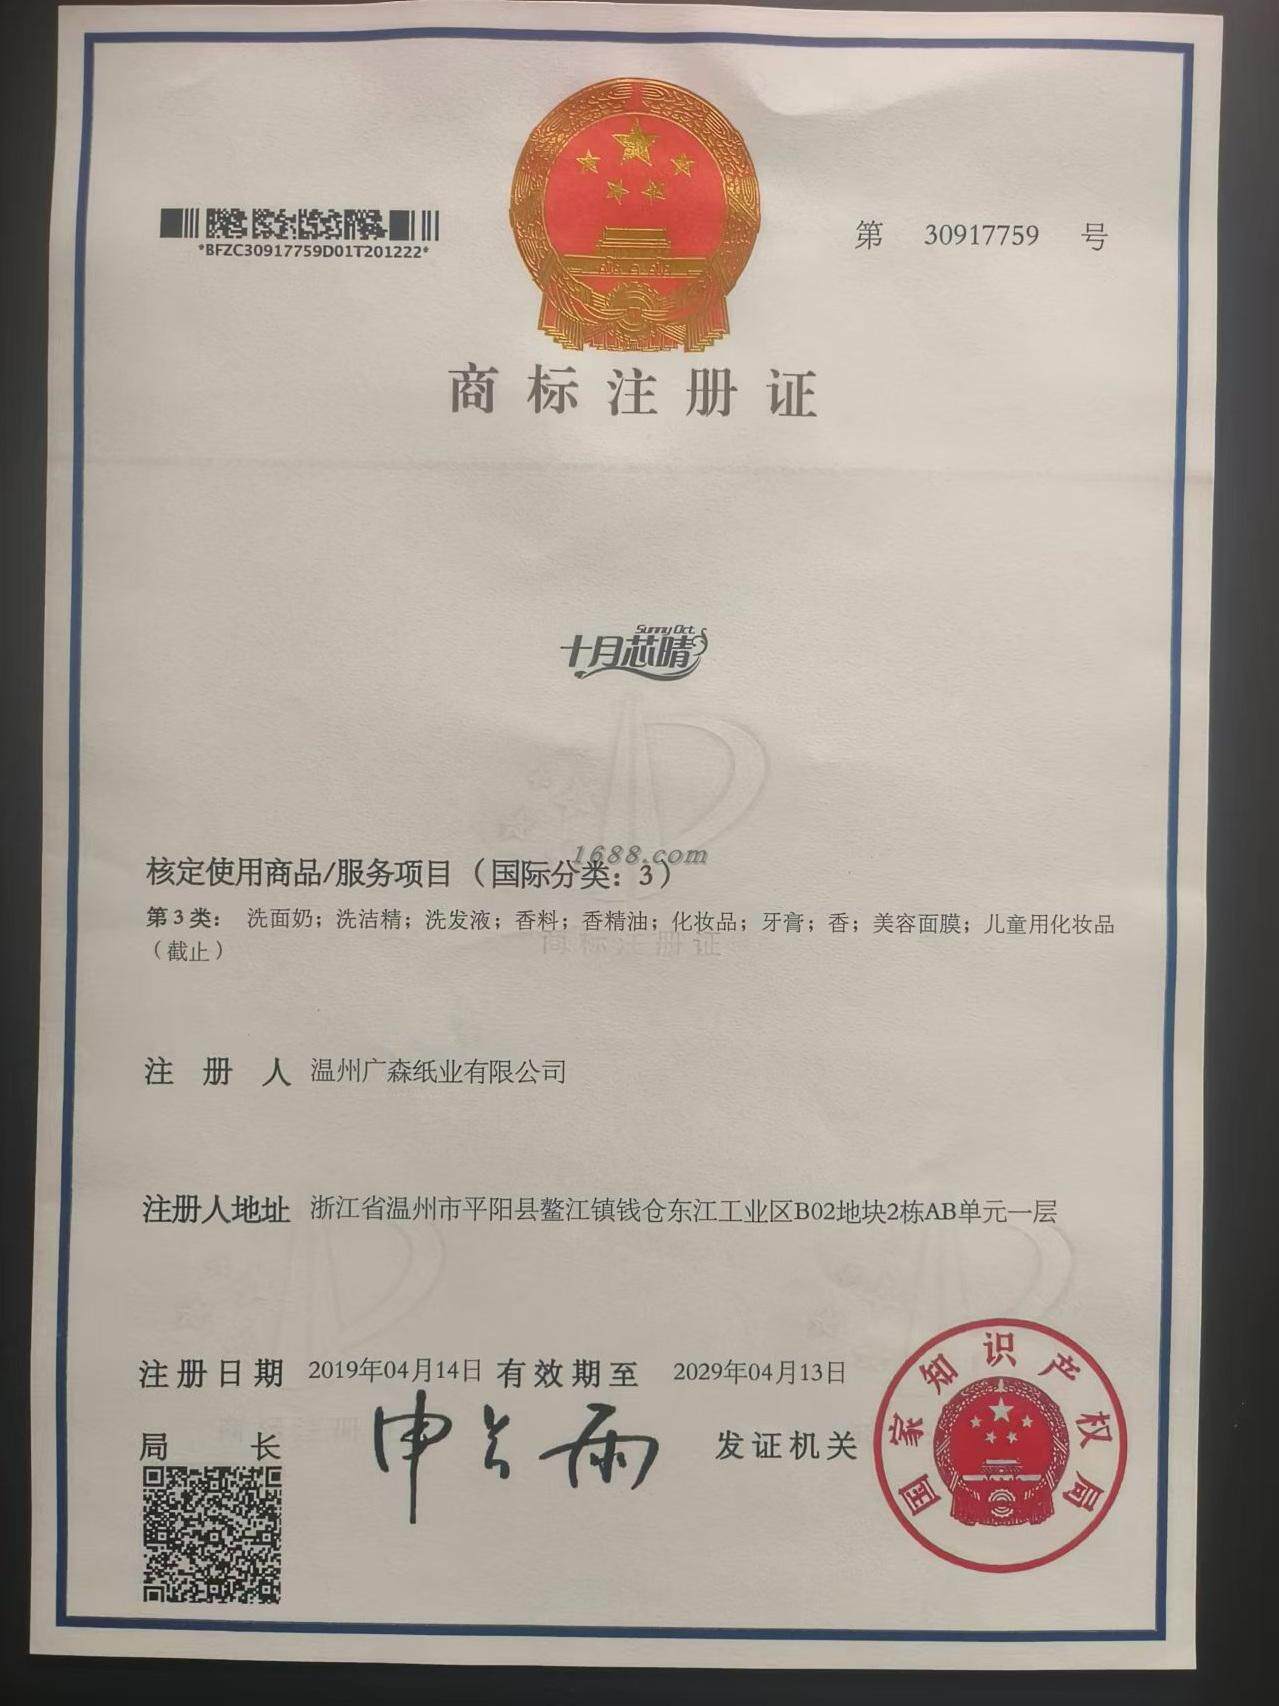 *BFZC30917759D01T201222*
第 30917759 号
商标注册证
Sunny Oct.
十月芯晴
1688.com
核定使用商品/服务项目（国际分类：3）
第3类： 洗面奶；洗洁精；洗发液；香料；香精油；化妆品；牙膏；香；美容面膜；儿童用化妆品
（截止）
商标注册证
注册人 温州广森纸业有限公司
注册人地址 浙江省温州市平阳县鳌江镇钱仓东江工业区B02地块2栋AB单元一层
注册日期 2019年04月14日 有效期至 2029年04月13日
局长 申长雨 发证机关
国家知识产权局